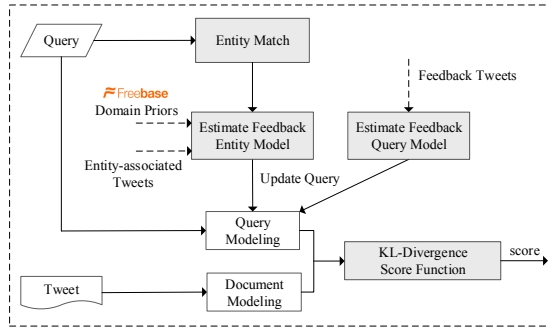 Query
Entity Match
Feedback Tweets
Freebase
Domain Priors
Estimate Feedback
Entity Model
Estimate Feedback
Query Model
Entity-associated
Tweets
Update Query
Query
Modeling
KL-Divergence
Score Function
score
Tweet
Document
Modeling